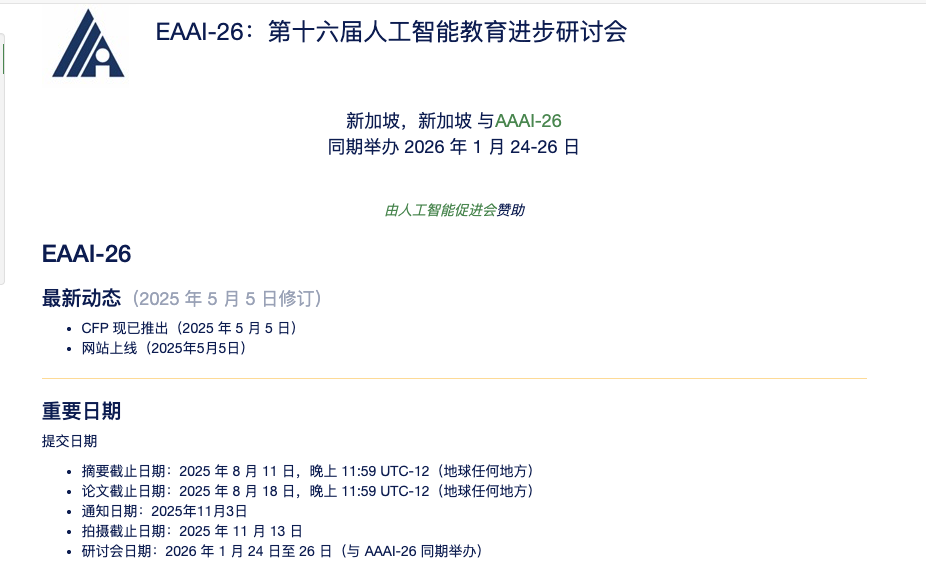 EAAI-26：第十六届人工智能教育进步研讨会
新加坡，新加坡 与AAAI-26
同期举办 2026 年 1 月 24-26 日
由人工智能促进会赞助
EAAI-26
最新动态（2025 年 5 月 5 日修订）
• CFP 现已推出（2025 年 5 月 5 日）
• 网站上线（2025年5月5日）
重要日期
提交日期
• 摘要截止日期：2025 年 8 月 11 日，晚上 11:59 UTC-12（地球任何地方）
• 论文截止日期：2025 年 8 月 18 日，晚上 11:59 UTC-12（地球任何地方）
• 通知日期：2025年11月3日
• 拍摄截止日期：2025 年 11 月 13 日
• 研讨会日期：2026 年 1 月 24 日至 26 日（与 AAAI-26 同期举办）